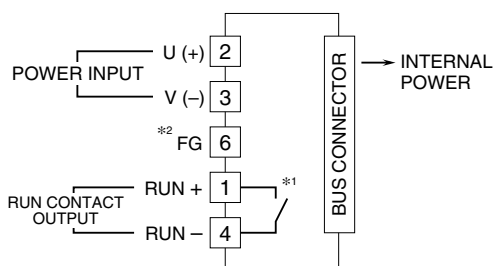 POWER INPUT
U (+) 2
V (–) 3
*2 FG 6
RUN CONTACT
OUTPUT
RUN + 1
*1
RUN – 4
BUS CONNECTOR
INTERNAL
POWER